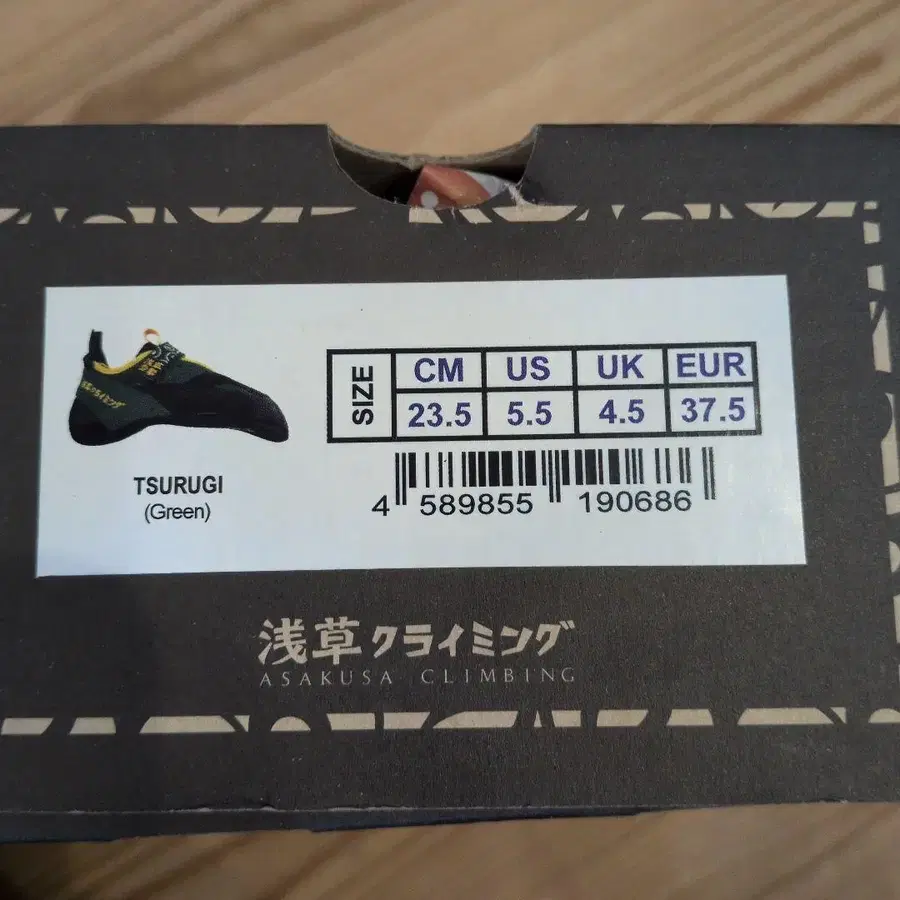 TSURUGI
(Green)
SIZE
CM US UK EUR
23.5 5.5 4.5 37.5
4 589855 190686
浅草クライミング
ASAKUSA CLIMBING